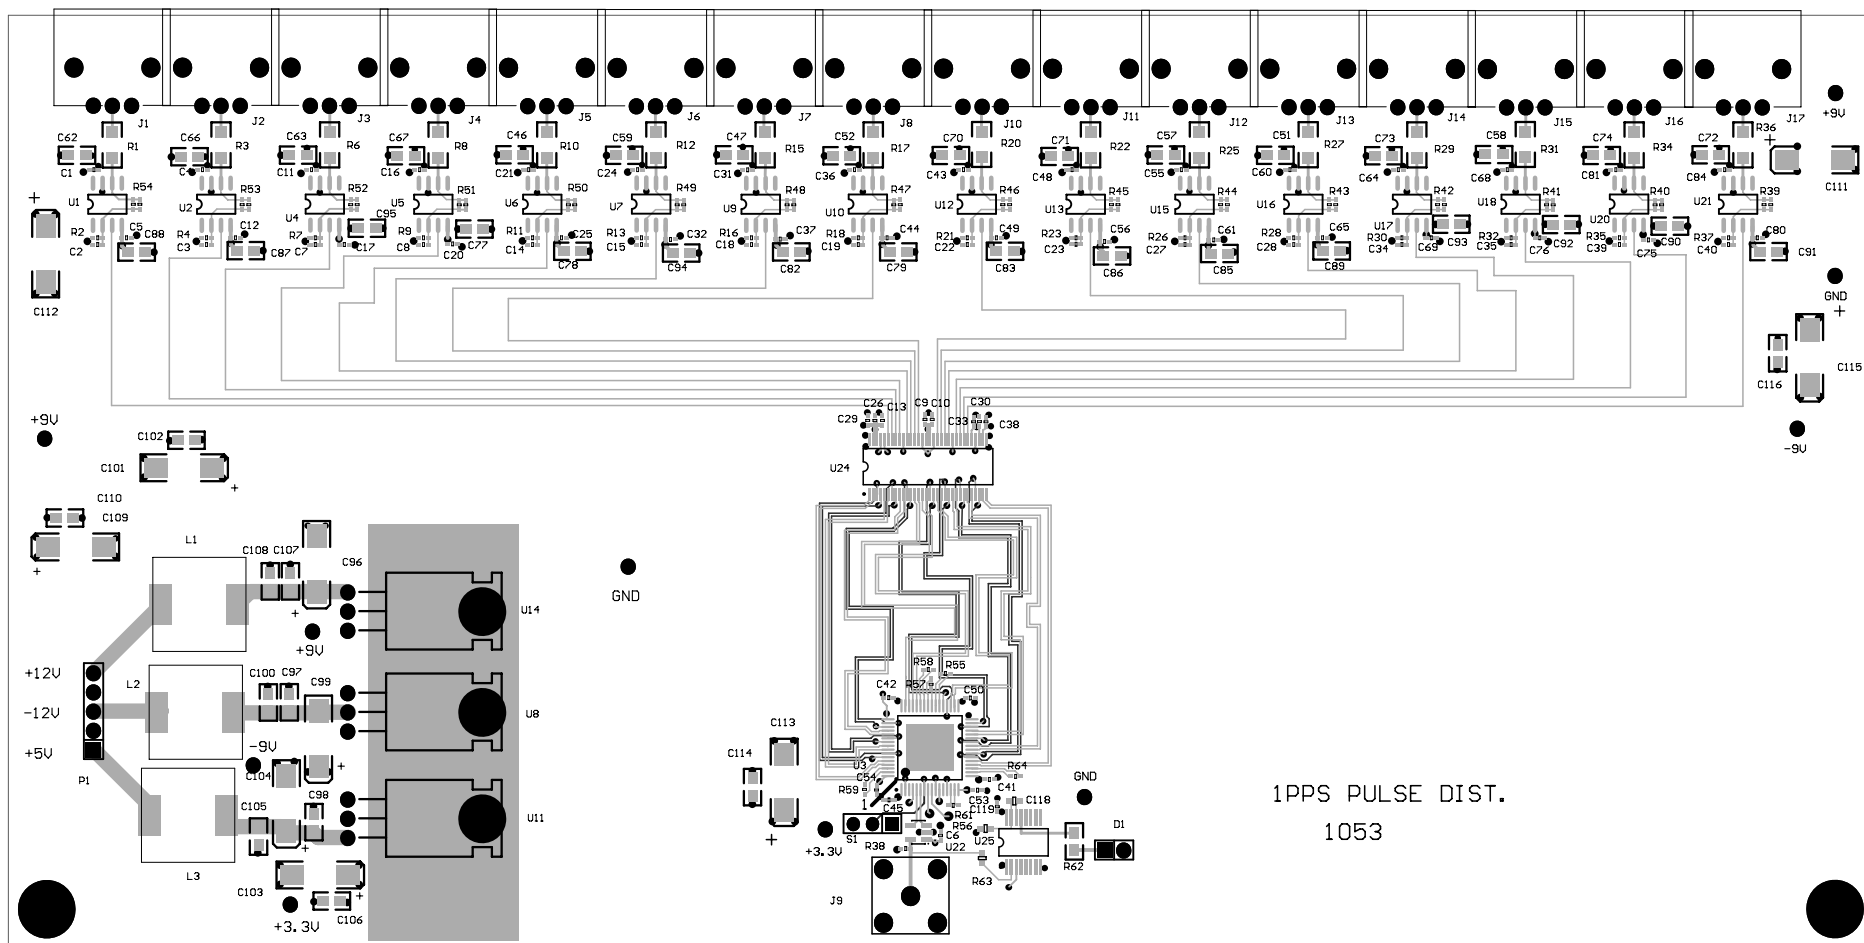 J1 J2 J3 J4 J5 J6 J7 J8 J10 J11 J12 J13 J14 J15 J16 J17
+9V
C62 R1 C66 R3 C63 R6 C67 R8 C46 R10 C59 R12 C47 R15 C52 R17 C70 R20 C71 R22 C57 R25 C51 R27 C73 R29 C58 R31 C74 R34 C72 R36 +
C1 C4 C11 C16 C21 C24 C31 C36 C43 C48 C55 C60 C64 C68 C81 C84 C111
+ R54 R53 R52 R51 R50 R49 R48 R47 R46 R45 R44 R43 R42 R41 R40 R39
U1 U2 U4 U5 U6 U7 U9 U10 U12 U13 U15 U16 U17 U18 U20 U21
R2 C5 C88 R4 C12 R7 C95 R9 R11 C25 R13 C32 R16 C37 R18 C44 R21 C49 R23 C56 R26 C61 R28 C65 R30 C93 R32 C92 R35 C90 R37 C80
C2 C3 C87 C7 C17 C8 C20 C77 C14 C78 C15 C94 C18 C82 C19 C79 C22 C83 C23 C86 C27 C85 C28 C89 C34 C69 C35 C76 C39 C75 C40 C91
C112
GND
+
C116 C115
-9V
+9V
C26 C13 C9 C10 C30
C29 C33 C38
U24
C102
C101
+
C110
C109
+
L1
C108 C107 C96
+
+9V
U14
GND
+12V
-12V
+5V
P1
L2
C100 C97 C99
U8
-9V
C104
+
C105 C98
+
U11
L3
C103
+
C106
+3.3V
R58 R55
R57
C42 C50
C113
C114
+
U3
C54
R59
1
C45
R64
C41
C53
C119 C118
R61
R56
C6
U25
U22
GND
+3.3V
S1
R38
D1
R62
R63
J9
1PPS PULSE DIST.
1053